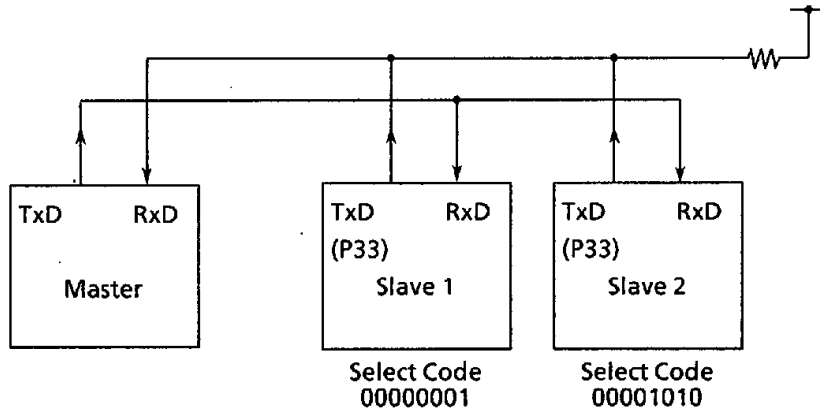 TxD RxD
Master
TxD RxD
(P33)
Slave 1
TxD RxD
(P33)
Slave 2
Select Code
00000001
Select Code
00001010